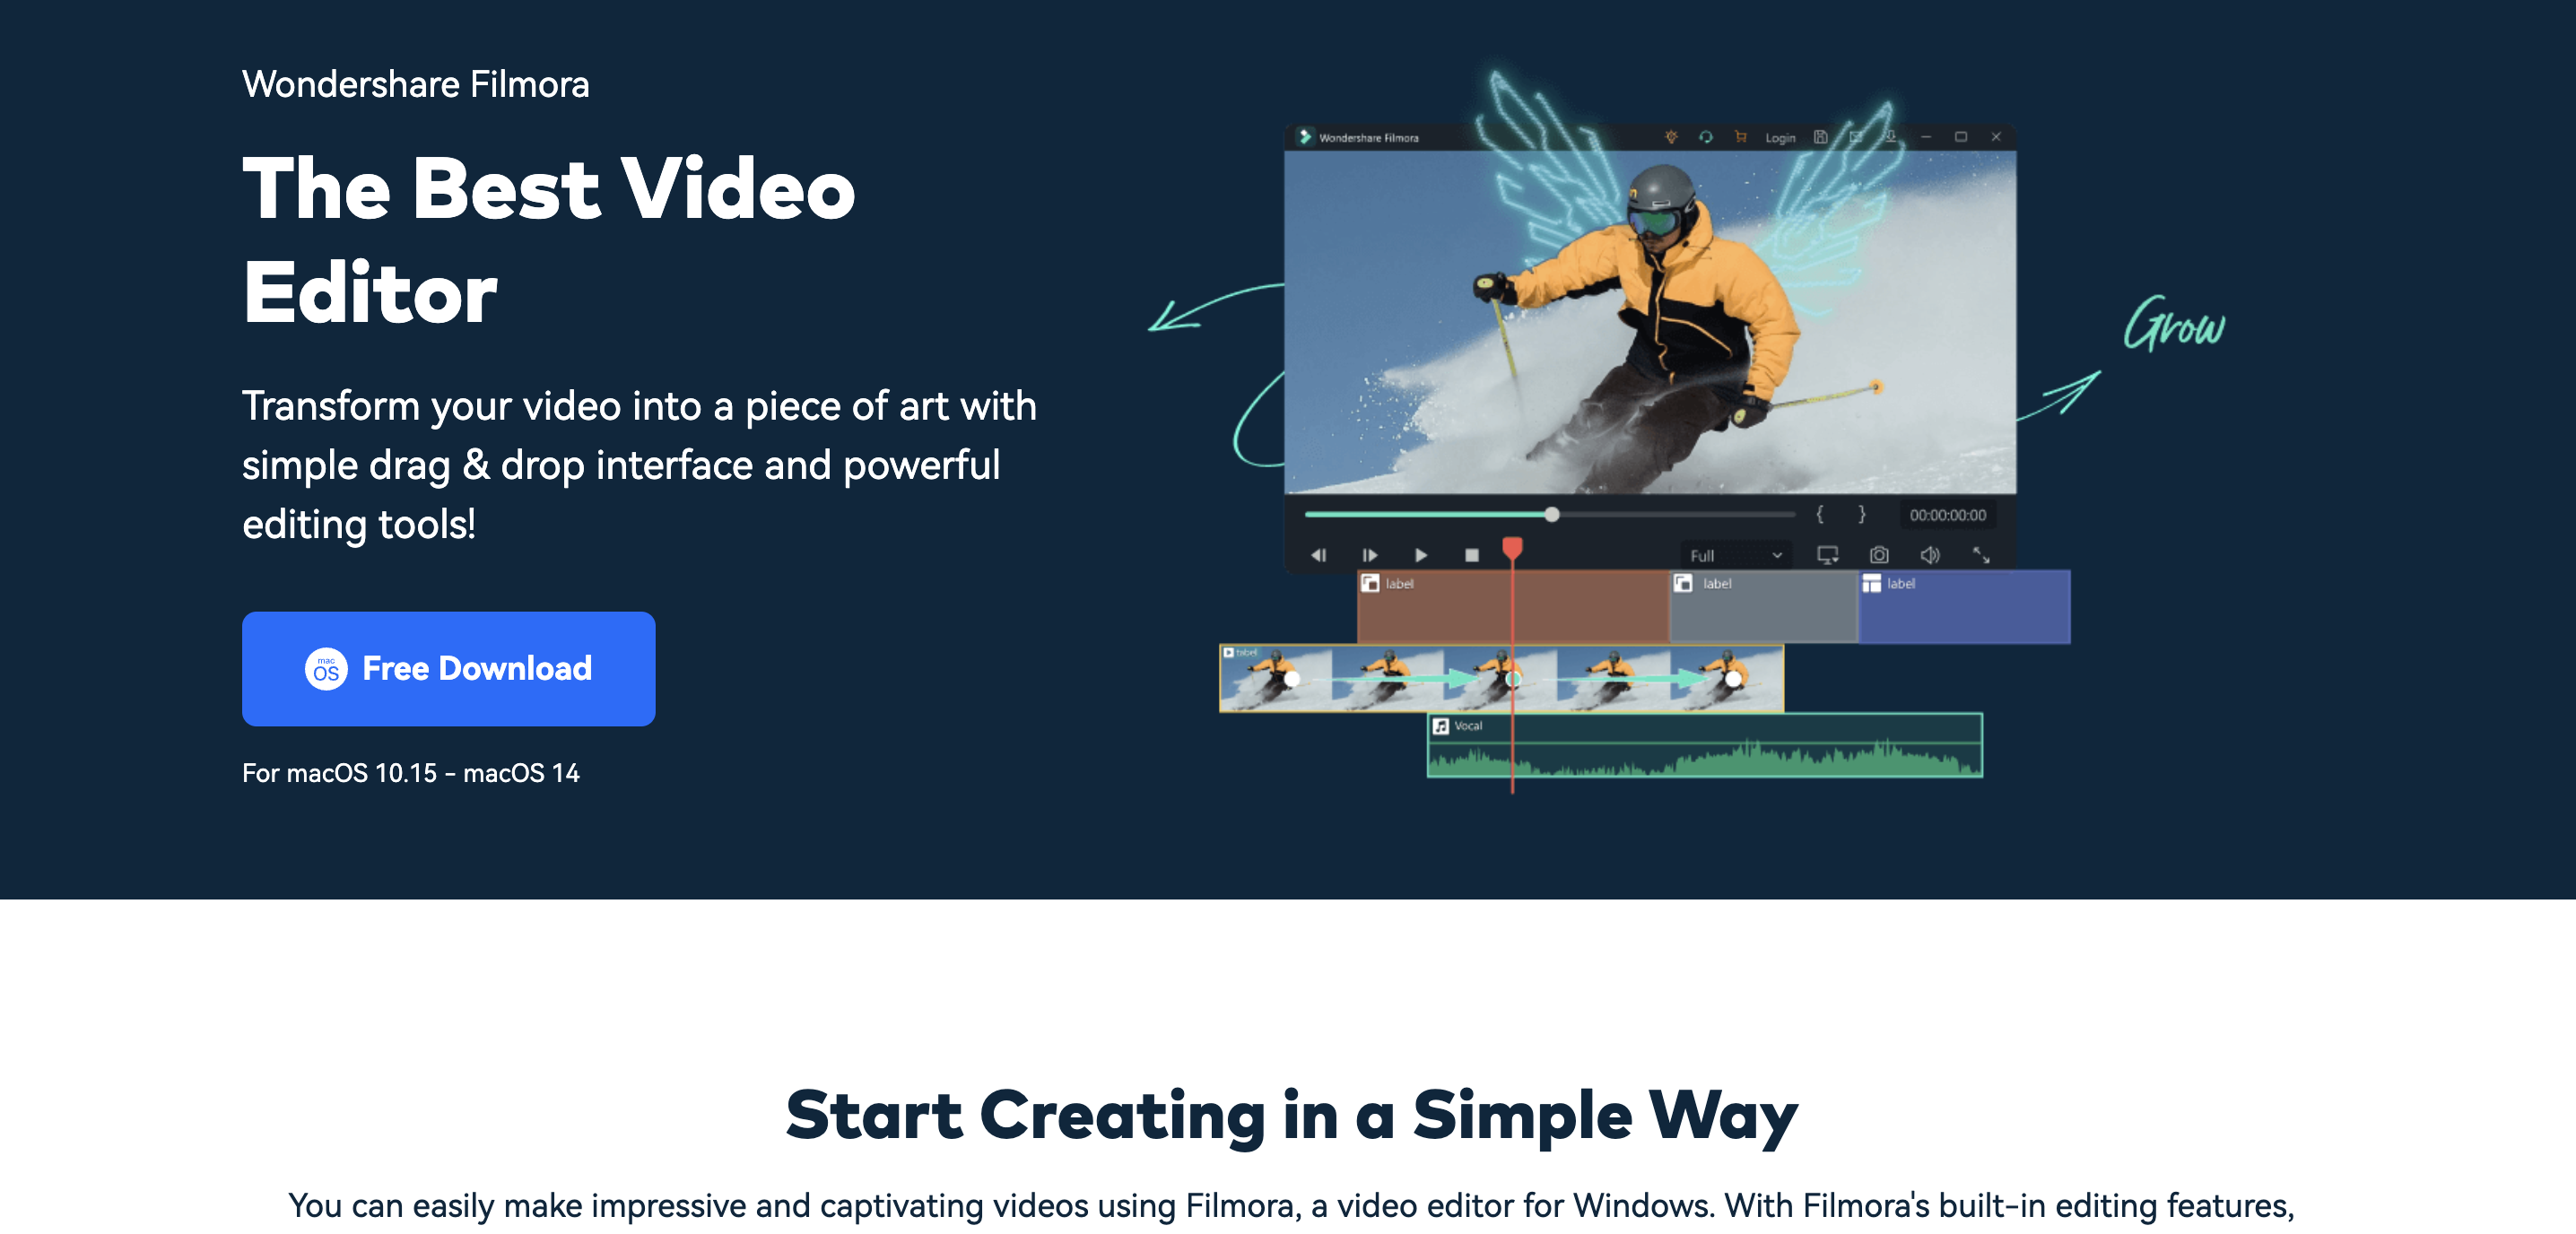 Wondershare Filmora
The Best Video
Editor
Transform your video into a piece of art with
simple drag & drop interface and powerful
editing tools!
mac
OS
Free Download
For macOS 10.15 - macOS 14
Wondershare Filmora
Login
Grow
{ }
00:00:00:00
Full
label
label
label
label
Vocal
Start Creating in a Simple Way
You can easily make impressive and captivating videos using Filmora, a video editor for Windows. With Filmora's built-in editing features,